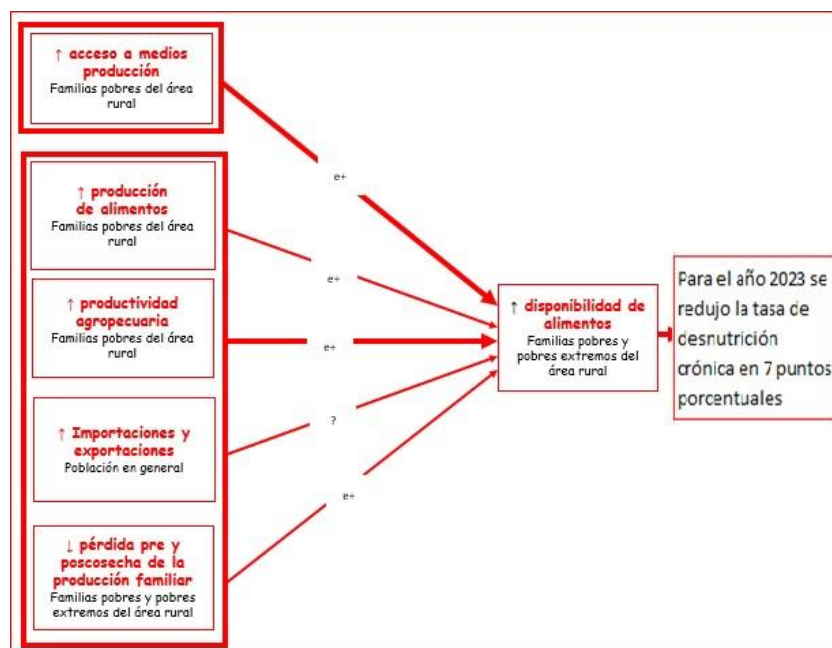 ↑ acceso a medios
producción
Familias pobres del área
rural
e+
↑ producción
de alimentos
Familias pobres del área
rural
e+
↑ productividad
agropecuaria
Familias pobres del área
rural
e+
↑ Importaciones y
exportaciones
Población en general
?
↓ pérdida pre y
poscosecha de la
producción familiar
Familias pobres y pobres
extremos del área rural
e+
↑ disponibilidad de
alimentos
Familias pobres y
pobres extremos del
área rural
Para el año 2023 se
redujo la tasa de
desnutrición
crónica en 7 puntos
porcentuales